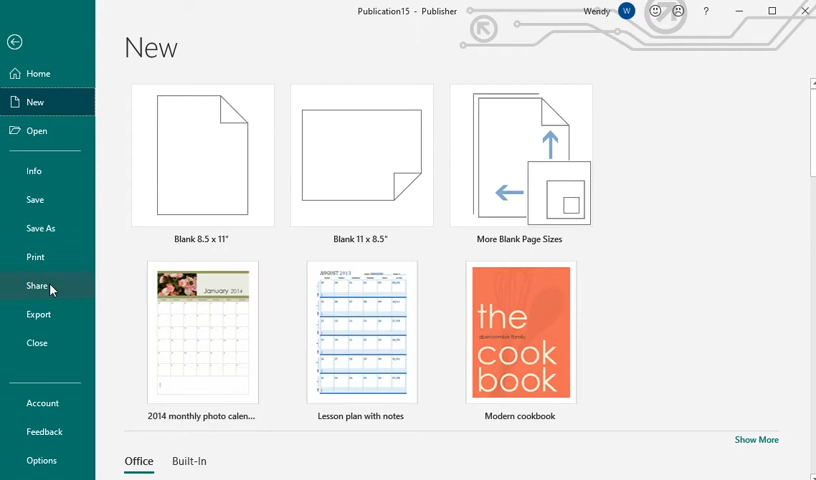 Publication15 - Publisher
Wendy
W
?
New
Home
New
Open
Info
Save
Save As
Print
Share
Export
Close
Account
Feedback
Options
Blank 8.5 x 11"
Blank 11 x 8.5"
More Blank Page Sizes
January 2014
AUGUST 2013
the
cook
book
2014 monthly photo calen...
Lesson plan with notes
Modern cookbook
Show More
Office
Built-In